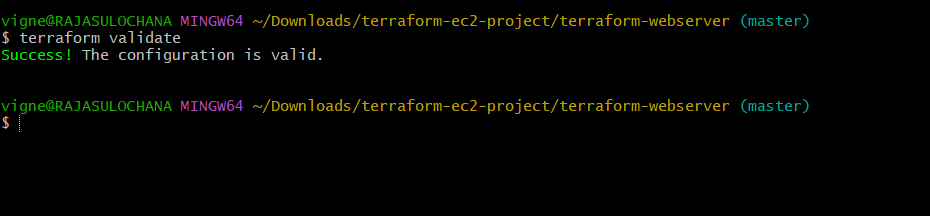 vigne@RAJASULOCHANA MINGW64 ~/Downloads/terraform-ec2-project/terraform-webserver (master)
$ terraform validate
Success! The configuration is valid.
vigne@RAJASULOCHANA MINGW64 ~/Downloads/terraform-ec2-project/terraform-webserver (master)
$